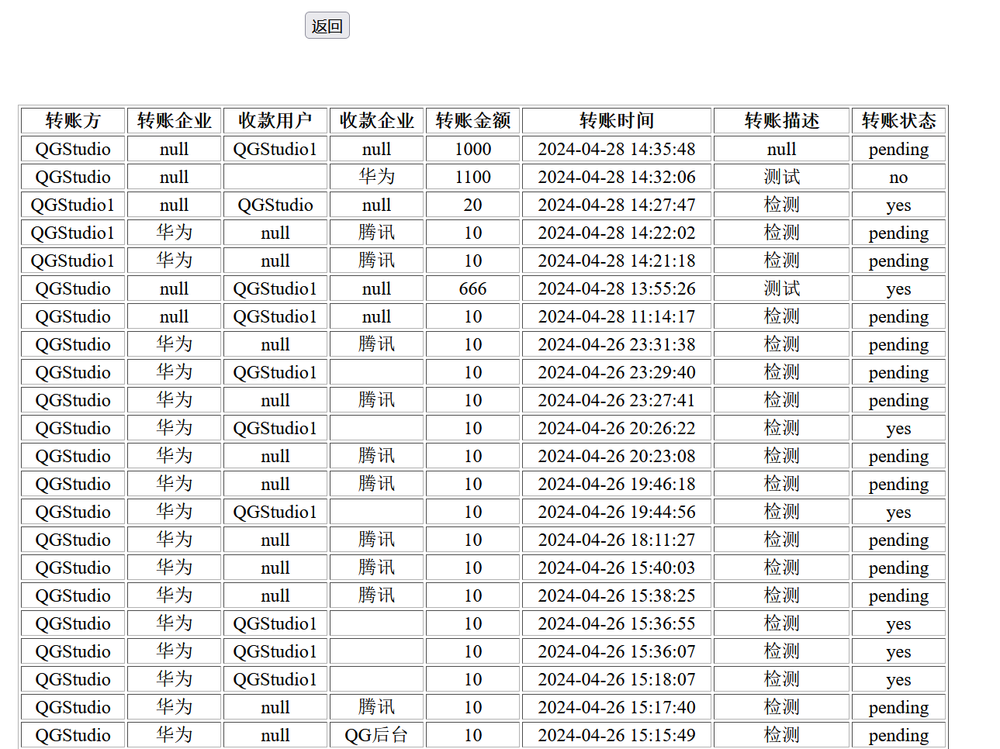 返回
转账方 转账企业 收款用户 收款企业 转账金额 转账时间 转账描述 转账状态
QGStudio null QGStudio1 null 1000 2024-04-28 14:35:48 null pending
QGStudio null 华为 1100 2024-04-28 14:32:06 测试 no
QGStudio1 null QGStudio null 20 2024-04-28 14:27:47 检测 yes
QGStudio1 华为 null 腾讯 10 2024-04-28 14:22:02 检测 pending
QGStudio1 华为 null 腾讯 10 2024-04-28 14:21:18 检测 pending
QGStudio null QGStudio1 null 666 2024-04-28 13:55:26 测试 yes
QGStudio null QGStudio1 null 10 2024-04-28 11:14:17 检测 pending
QGStudio 华为 null 腾讯 10 2024-04-26 23:31:38 检测 pending
QGStudio 华为 QGStudio1 10 2024-04-26 23:29:40 检测 pending
QGStudio 华为 null 腾讯 10 2024-04-26 23:27:41 检测 pending
QGStudio 华为 QGStudio1 10 2024-04-26 20:26:22 检测 yes
QGStudio 华为 null 腾讯 10 2024-04-26 20:23:08 检测 pending
QGStudio 华为 null 腾讯 10 2024-04-26 19:46:18 检测 pending
QGStudio 华为 QGStudio1 10 2024-04-26 19:44:56 检测 yes
QGStudio 华为 null 腾讯 10 2024-04-26 18:11:27 检测 pending
QGStudio 华为 null 腾讯 10 2024-04-26 15:40:03 检测 pending
QGStudio 华为 null 腾讯 10 2024-04-26 15:38:25 检测 pending
QGStudio 华为 QGStudio1 10 2024-04-26 15:36:55 检测 yes
QGStudio 华为 QGStudio1 10 2024-04-26 15:36:07 检测 yes
QGStudio 华为 QGStudio1 10 2024-04-26 15:18:07 检测 yes
QGStudio 华为 null 腾讯 10 2024-04-26 15:17:40 检测 pending
QGStudio 华为 null QG后台 10 2024-04-26 15:15:49 检测 pending